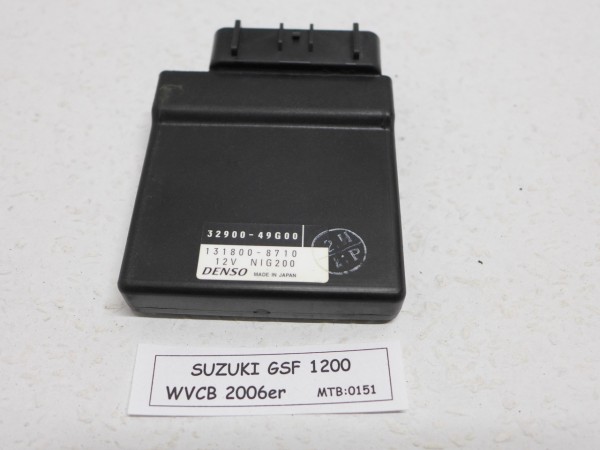 32900-49G00
131800-8710
12V NIG200
DENSO MADE IN JAPAN
SUZUKI GSF 1200
WVCB 2006er MTB:0151